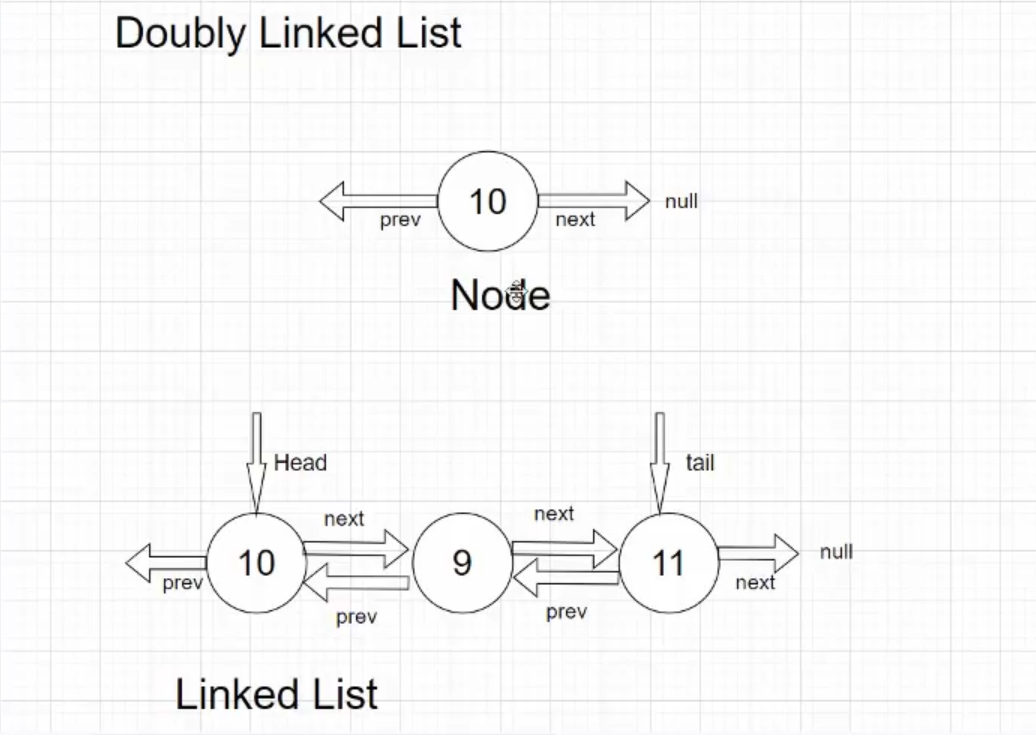 Doubly Linked List
10
prev
next
null
Node
Head
tail
next
next
10
9
11
null
prev
next
prev
prev
Linked List